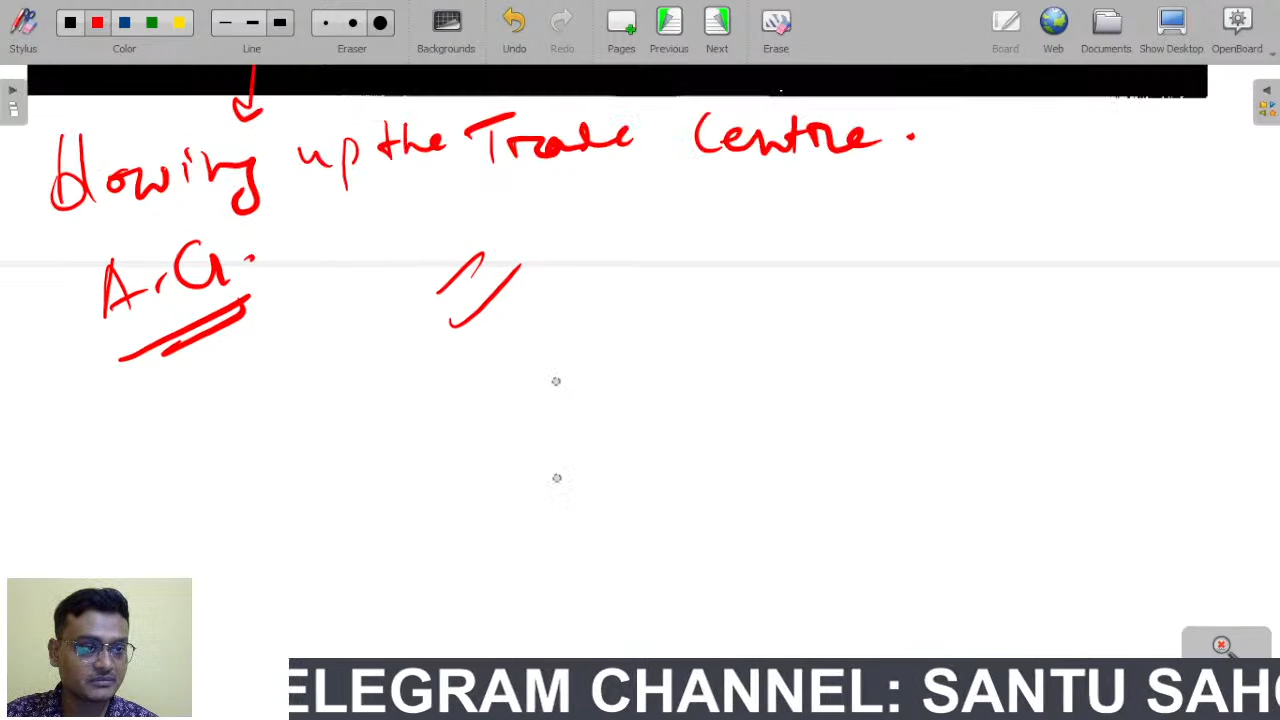 Stylus
Color
Line
Eraser
Backgrounds
Undo
Redo
Pages
Previous
Next
Erase
Board
Web
Documents
Show Desktop
OpenBoard
blowing up the Trade Centre.
A.Cl.
ELEGRAM CHANNEL: SANTU SAH